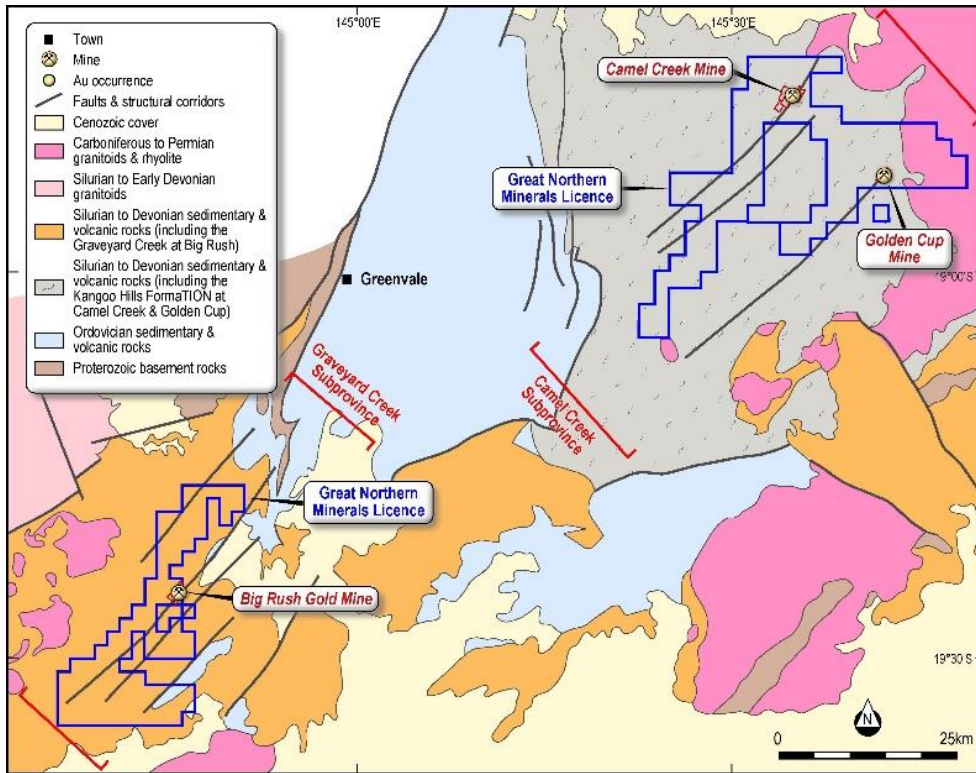 145°00'E
145°30'E
Town
Mine
Au occurrence
Faults & structural corridors
Cenozoic cover
Carboniferous to Permian
granitoids & rhyolite
Silurian to Early Devonian
granitoids
Silurian to Devonian sedimentary &
volcanic rocks (including the
Graveyard Creek at Big Rush)
Silurian to Devonian sedimentary &
volcanic rocks (including the
Kangoo Hills FormaTION at
Camel Creek & Golden Cup)
Ordovician sedimentary &
volcanic rocks
Proterozoic basement rocks
Camel Creek Mine
Great Northern
Minerals Licence
Golden Cup
Mine
19°00'S
Greenvale
Graveyard Creek
Subprovince
Camel Creek
Subprovince
Great Northern
Minerals Licence
Big Rush Gold Mine
19°30 S
N
0
25km